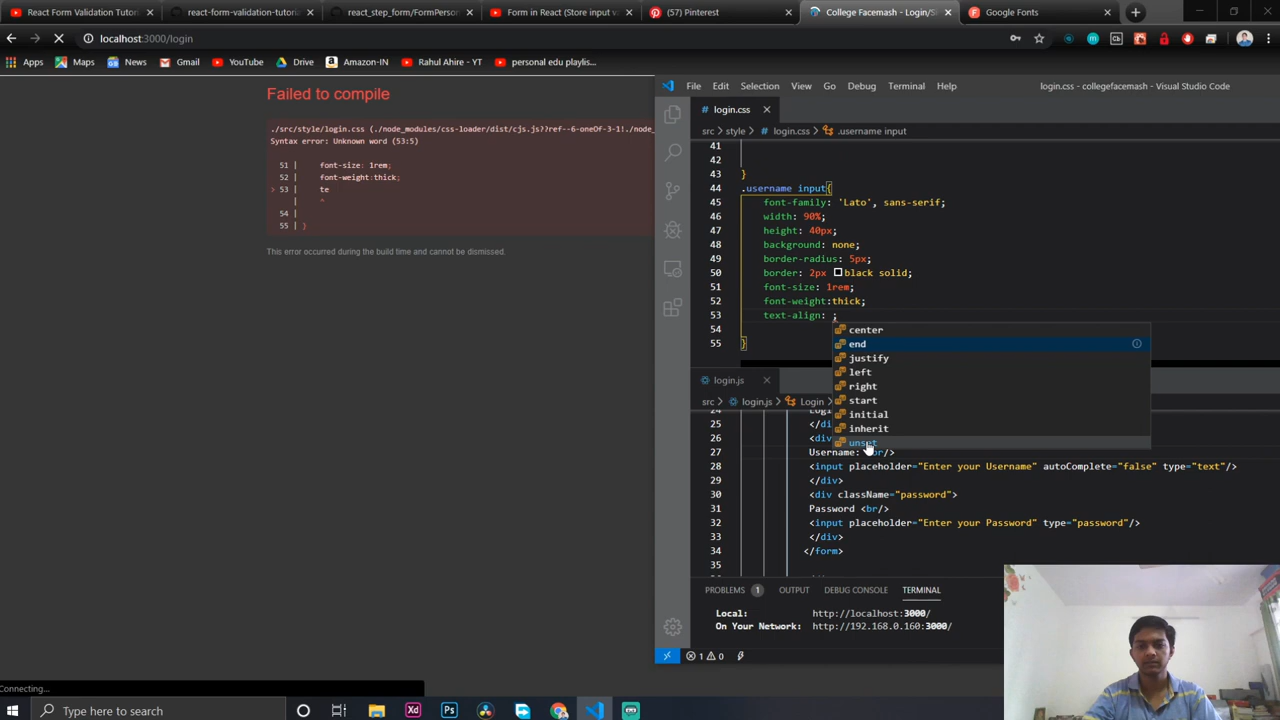 React Form Validation Tutori
react-form-validation-tutoria
react_step_form/FormPerson
Form in React (Store input v
(57) Pinterest
College Facemash - Login/S
Google Fonts
localhost:3000/login
Apps
Maps
News
Gmail
YouTube
Drive
Amazon-IN
Rahul Ahire - YT
personal edu playlis...
Failed to compile
./src/style/login.css (./node_modules/css-loader/dist/cjs.js??ref--6-oneOf-3-1!./node_
Syntax error: Unknown word (53:5)
51 | font-size: 1rem;
52 | font-weight:thick;
> 53 | te
| ^
54 |
55 | }
This error occurred during the build time and cannot be dismissed.
File Edit Selection View Go Debug Terminal Help
login.css - collegefacemash - Visual Studio Code
login.css
src > style > login.css > .username input
41
42
43 }
44 .username input{
45 font-family: 'Lato', sans-serif;
46 width: 90%;
47 height: 40px;
48 background: none;
49 border-radius: 5px;
50 border: 2px black solid;
51 font-size: 1rem;
52 font-weight:thick;
53 text-align: ;
54
55 }
center
end
justify
left
right
start
initial
inherit
unset
login.js
src > login.js > Login
24
25 </di
26 <div
27 Username: <br/>
28 <input placeholder="Enter your Username" autoComplete="false" type="text"/>
29 </div>
30 <div className="password">
31 Password <br/>
32 <input placeholder="Enter your Password" type="password"/>
33 </div>
34 </form>
35
PROBLEMS 1 OUTPUT DEBUG CONSOLE TERMINAL
Local: http://localhost:3000/
On Your Network: http://192.168.0.160:3000/
1 0
Connecting...
Type here to search
Xd
Ps